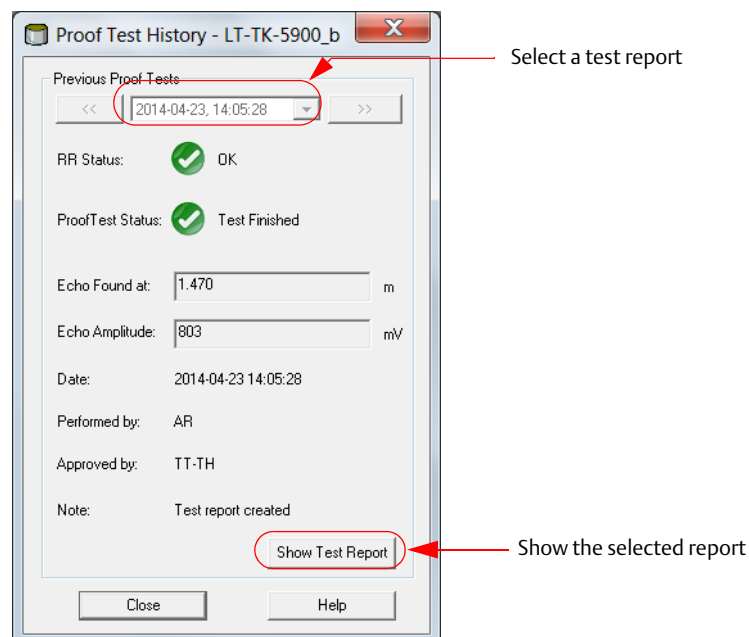 Proof Test History - LT-TK-5900_b
Select a test report
Previous Proof Tests
<< 2014-04-23, 14:05:28 >>
RR Status: OK
ProofTest Status: Test Finished
Echo Found at: 1.470 m
Echo Amplitude: 803 mV
Date: 2014-04-23 14:05:28
Performed by: AR
Approved by: TT-TH
Note: Test report created
Show Test Report
Show the selected report
Close Help